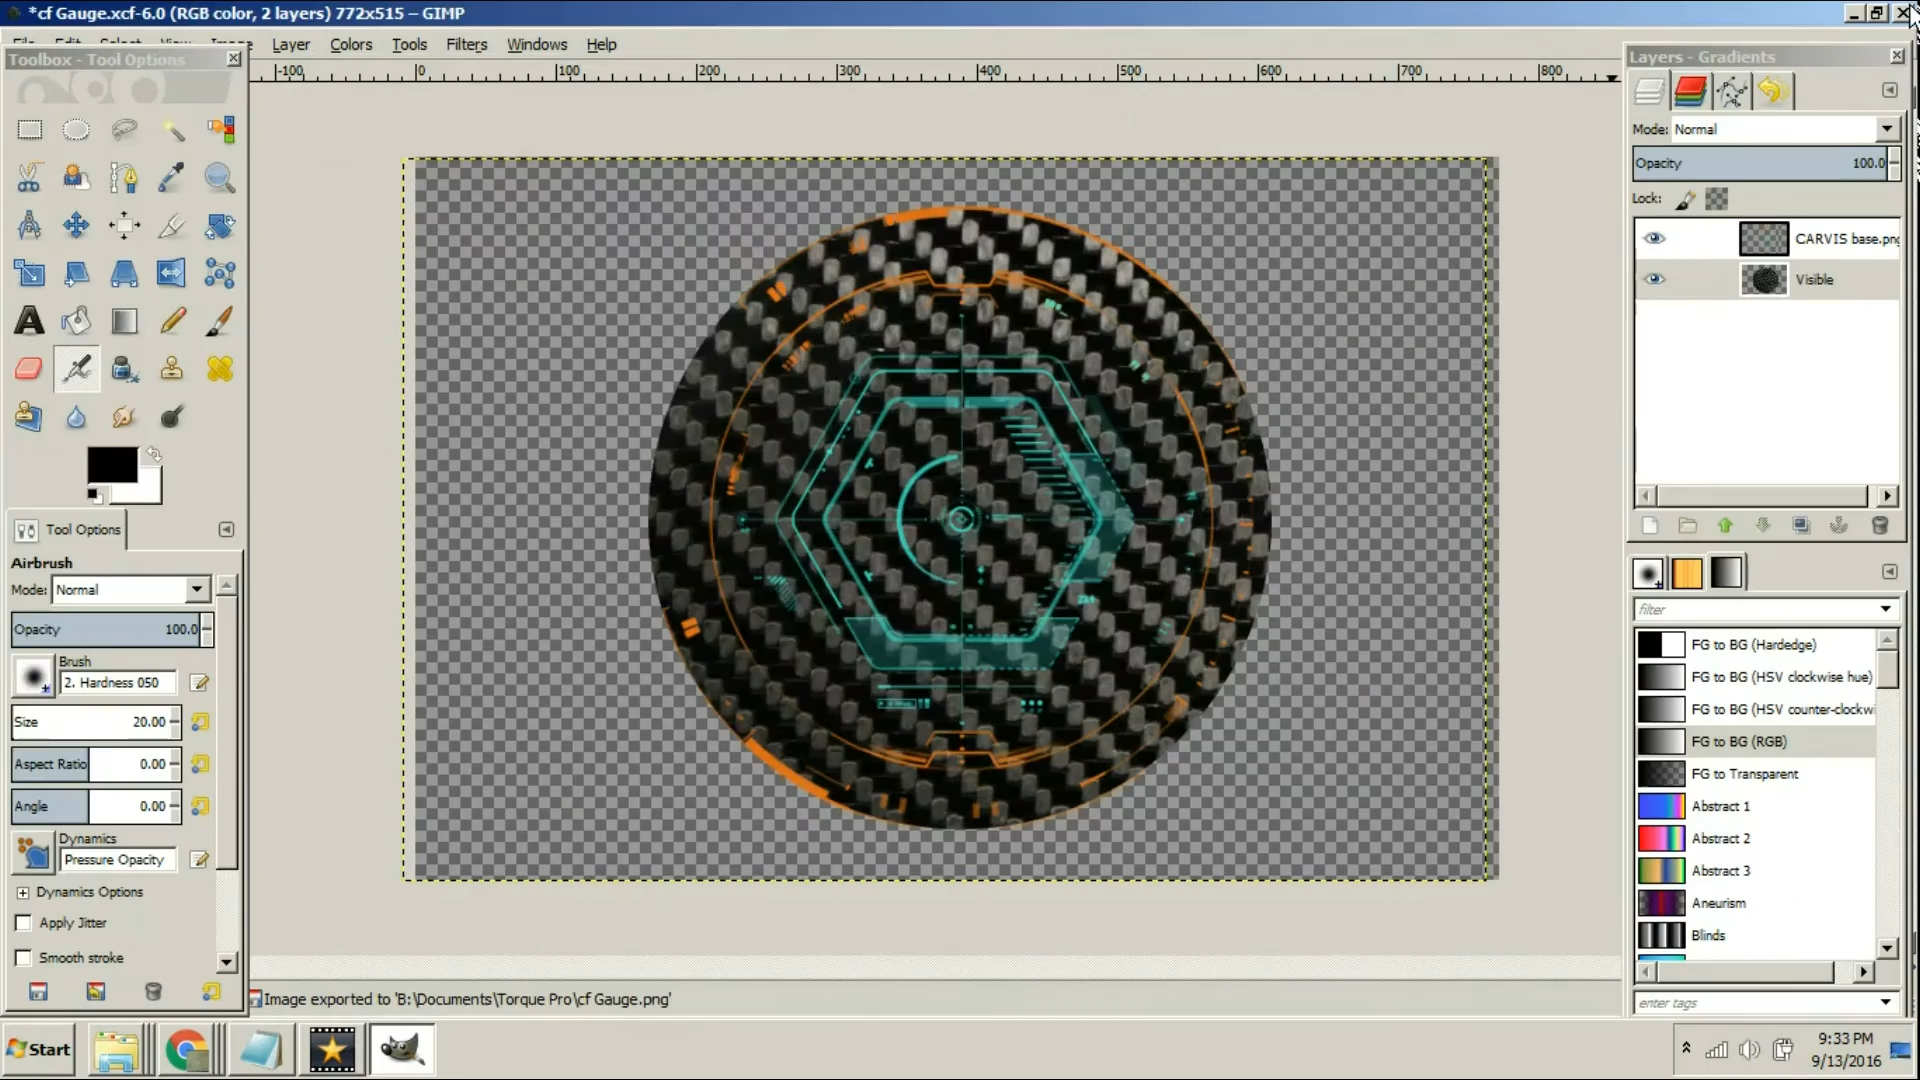 *cf Gauge.xcf-6.0 (RGB color, 2 layers) 772x515 – GIMP
Layer Colors Tools Filters Windows Help
Toolbox - Tool Options
-100 0 100 200 300 400 500 600 700 800
Layers - Gradients
Mode: Normal
Opacity 100.0
Lock:
CARVIS base.png
Visible
Tool Options
Airbrush
Mode: Normal
Opacity 100.0
Brush
2. Hardness 050
Size 20.00
Aspect Ratio 0.00
Angle 0.00
Dynamics
Pressure Opacity
Dynamics Options
Apply Jitter
Smooth stroke
filter
FG to BG (Hardedge)
FG to BG (HSV clockwise hue)
FG to BG (HSV counter-clockwi
FG to BG (RGB)
FG to Transparent
Abstract 1
Abstract 2
Abstract 3
Aneurism
Blinds
enter tags
Image exported to 'B:\Documents\Torque Pro\cf Gauge.png'
Start
9:33 PM
9/13/2016